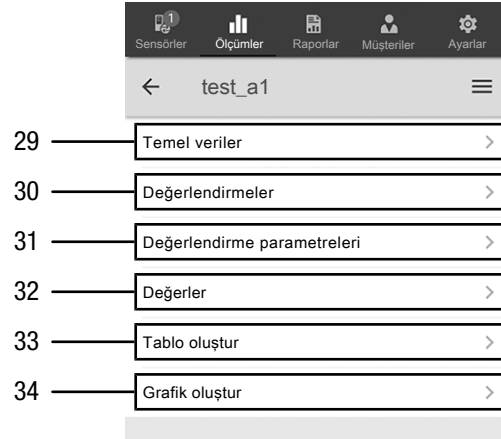 1
Sensörler Ölçümler Raporlar Müşteriler Ayarlar
test_a1
29 Temel veriler
30 Değerlendirmeler
31 Değerlendirme parametreleri
32 Değerler
33 Tablo oluştur
34 Grafik oluştur